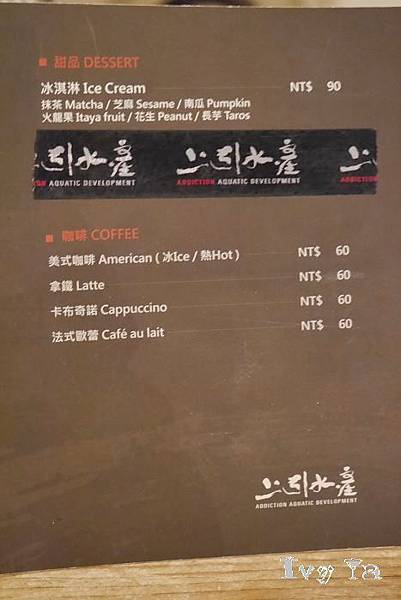 甜品 DESSERT
冰淇淋 Ice Cream NT$ 90
抹茶 Matcha / 芝麻 Sesame / 南瓜 Pumpkin
火龍果 Itaya fruit / 花生 Peanut / 長芋 Taros
引水產 上引水產 上
ION AQUATIC DEVELOPMENT ADDICTION AQUATIC DEVELOPMENT ADDICTION
咖啡 COFFEE
美式咖啡 American ( 冰Ice / 熱Hot ) NT$ 60
拿鐵 Latte NT$ 60
卡布奇諾 Cappuccino NT$ 60
法式歐蕾 Café au lait NT$ 60
上引水產
ADDICTION AQUATIC DEVELOPMENT
Ivy Ya